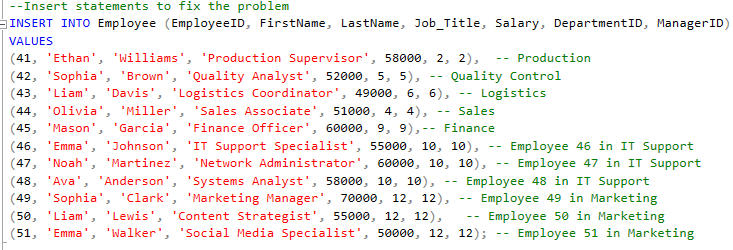 --Insert statements to fix the problem
INSERT INTO Employee (EmployeeID, FirstName, LastName, Job_Title, Salary, DepartmentID, ManagerID)
VALUES
(41, 'Ethan', 'Williams', 'Production Supervisor', 58000, 2, 2),  -- Production
(42, 'Sophia', 'Brown', 'Quality Analyst', 52000, 5, 5), -- Quality Control
(43, 'Liam', 'Davis', 'Logistics Coordinator', 49000, 6, 6), -- Logistics
(44, 'Olivia', 'Miller', 'Sales Associate', 51000, 4, 4), -- Sales
(45, 'Mason', 'Garcia', 'Finance Officer', 60000, 9, 9),-- Finance
(46, 'Emma', 'Johnson', 'IT Support Specialist', 55000, 10, 10), -- Employee 46 in IT Support
(47, 'Noah', 'Martinez', 'Network Administrator', 60000, 10, 10), -- Employee 47 in IT Support
(48, 'Ava', 'Anderson', 'Systems Analyst', 58000, 10, 10), -- Employee 48 in IT Support
(49, 'Sophia', 'Clark', 'Marketing Manager', 70000, 12, 12), -- Employee 49 in Marketing
(50, 'Liam', 'Lewis', 'Content Strategist', 55000, 12, 12),   -- Employee 50 in Marketing
(51, 'Emma', 'Walker', 'Social Media Specialist', 50000, 12, 12); -- Employee 51 in Marketing